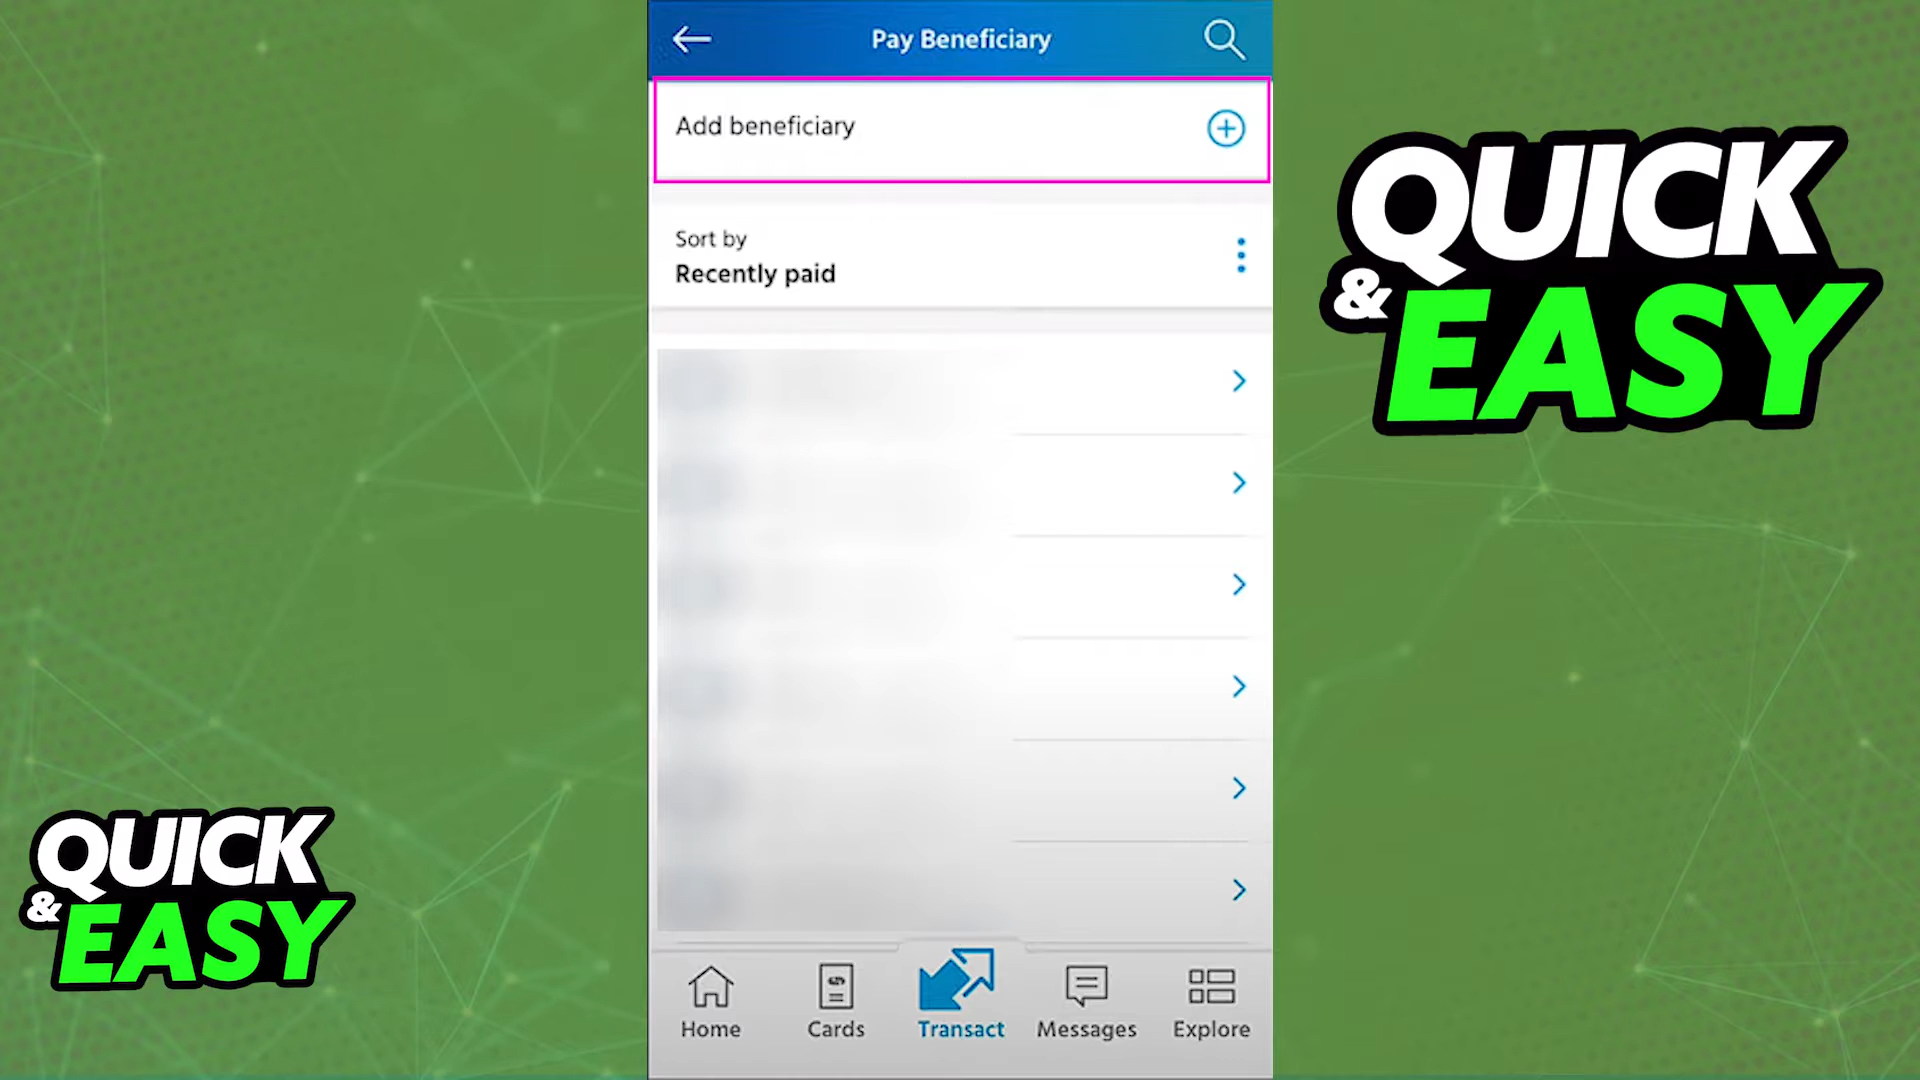 Pay Beneficiary
Add beneficiary
Sort by
Recently paid
Home
Cards
Transact
Messages
Explore
QUICK
& EASY
QUICK
& EASY